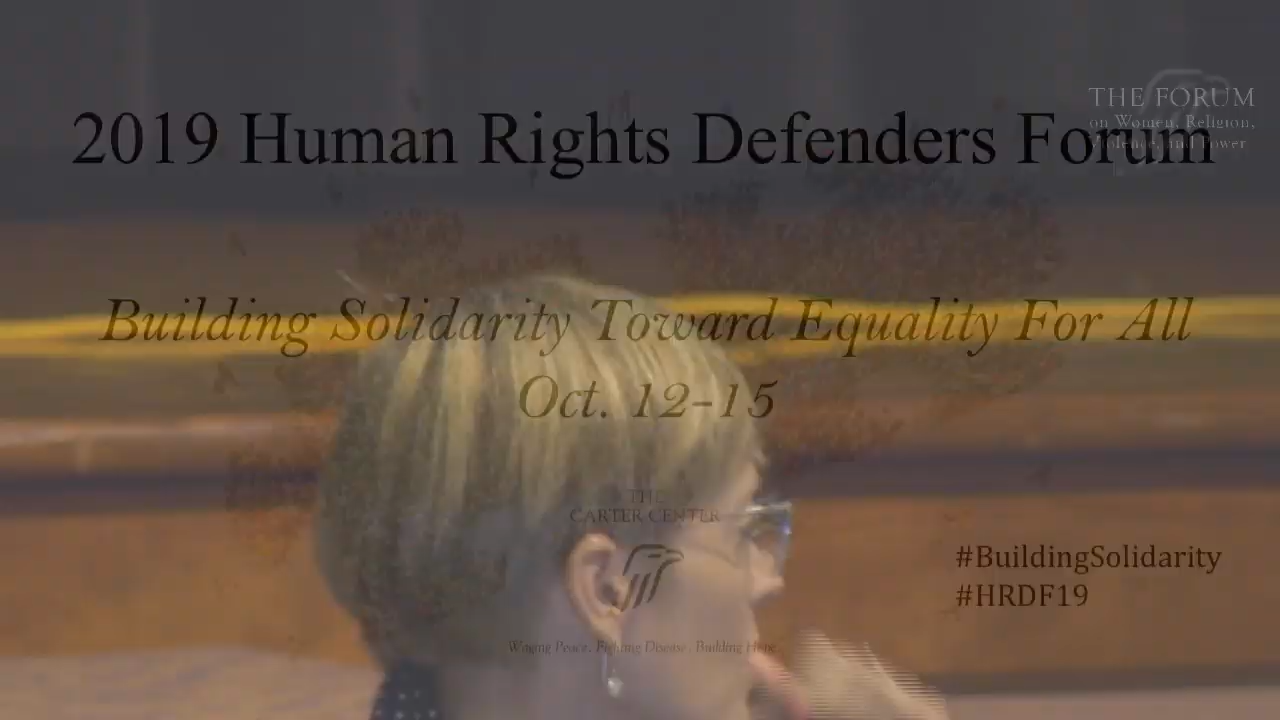 THE FORUM
on Women, Religion,
Violence, and Power
2019 Human Rights Defenders Forum
Building Solidarity Toward Equality For All
Oct. 12-15
THE
CARTER CENTER
#BuildingSolidarity
#HRDF19
Waging Peace. Fighting Disease. Building Hope.